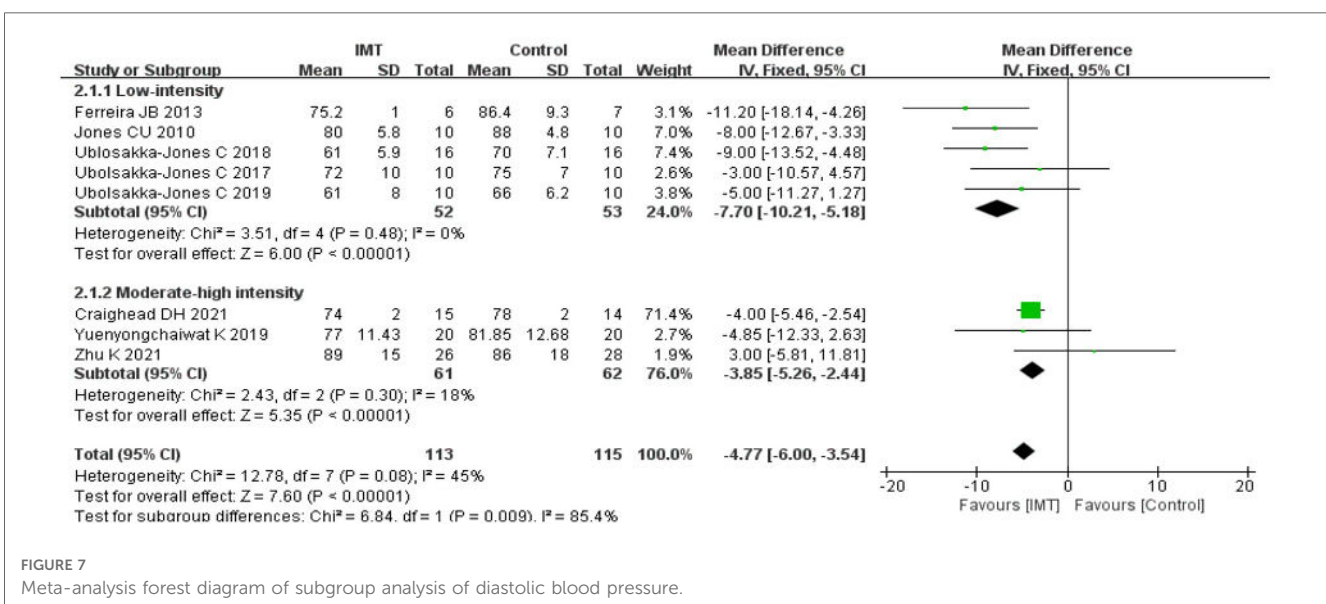 IMT Control Mean Difference Mean Difference
Study or Subgroup Mean SD Total Mean SD Total Weight IV, Fixed, 95% CI IV, Fixed, 95% CI
2.1.1 Low-intensity
Ferreira JB 2013 75.2 1 6 86.4 9.3 7 3.1% -11.20 [-18.14, -4.26]
Jones CU 2010 80 5.8 10 88 4.8 10 7.0% -8.00 [-12.67, -3.33]
Ublosakka-Jones C 2018 61 5.9 16 70 7.1 16 7.4% -9.00 [-13.52, -4.48]
Ubolsakka-Jones C 2017 72 10 10 75 7 10 2.6% -3.00 [-10.57, 4.57]
Ubolsakka-Jones C 2019 61 8 10 66 6.2 10 3.8% -5.00 [-11.27, 1.27]
Subtotal (95% CI) 52 53 24.0% -7.70 [-10.21, -5.18]
Heterogeneity: Chi² = 3.51, df = 4 (P = 0.48); I² = 0%
Test for overall effect: Z = 6.00 (P < 0.00001)
2.1.2 Moderate-high intensity
Craighead DH 2021 74 2 15 78 2 14 71.4% -4.00 [-5.46, -2.54]
Yuenyongchaiwat K 2019 77 11.43 20 81.85 12.68 20 2.7% -4.85 [-12.33, 2.63]
Zhu K 2021 89 15 26 86 18 28 1.9% 3.00 [-5.81, 11.81]
Subtotal (95% CI) 61 62 76.0% -3.85 [-5.26, -2.44]
Heterogeneity: Chi² = 2.43, df = 2 (P = 0.30); I² = 18%
Test for overall effect: Z = 5.35 (P < 0.00001)
Total (95% CI) 113 115 100.0% -4.77 [-6.00, -3.54]
Heterogeneity: Chi² = 12.78, df = 7 (P = 0.08); I² = 45%
Test for overall effect: Z = 7.60 (P < 0.00001)
Test for subgroup differences: Chi² = 6.84, df = 1 (P = 0.009), I² = 85.4%
-20 -10 0 10 20
Favours [IMT] Favours [Control]
FIGURE 7
Meta-analysis forest diagram of subgroup analysis of diastolic blood pressure.